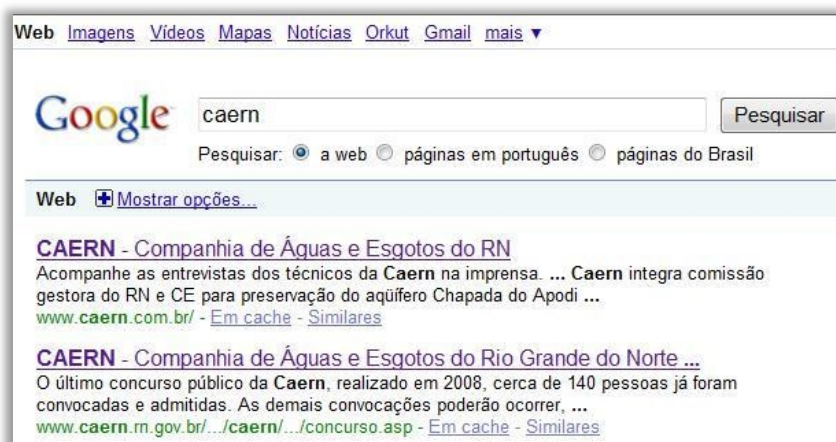 Web Imagens Vídeos Mapas Notícias Orkut Gmail mais ▼
Google caern Pesquisar
Pesquisar: a web páginas em português páginas do Brasil
Web Mostrar opções...
CAERN - Companhia de Águas e Esgotos do RN
Acompanhe as entrevistas dos técnicos da Caern na imprensa. ... Caern integra comissão
gestora do RN e CE para preservação do aqüífero Chapada do Apodi ...
www.caern.com.br/ - Em cache - Similares
CAERN - Companhia de Águas e Esgotos do Rio Grande do Norte ...
O último concurso público da Caern, realizado em 2008, cerca de 140 pessoas já foram
convocadas e admitidas. As demais convocações poderão ocorrer, ...
www.caern.rn.gov.br/.../caern/.../concurso.asp - Em cache - Similares